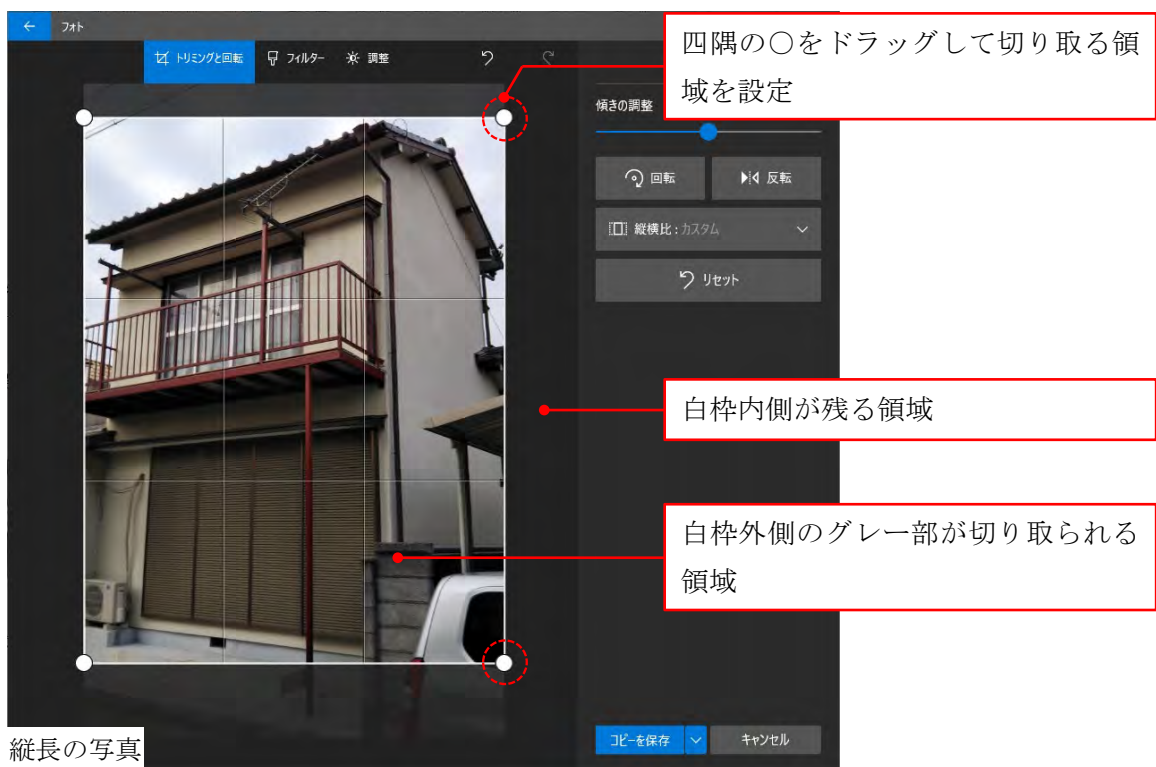 フォト
トリミングと回転
フィルター
調整
四隅の○をドラッグして切り取る領
域を設定
傾きの調整
回転
反転
縦横比：カスタム
リセット
白枠内側が残る領域
白枠外側のグレー部が切り取られる
領域
コピーを保存
キャンセル
縦長の写真